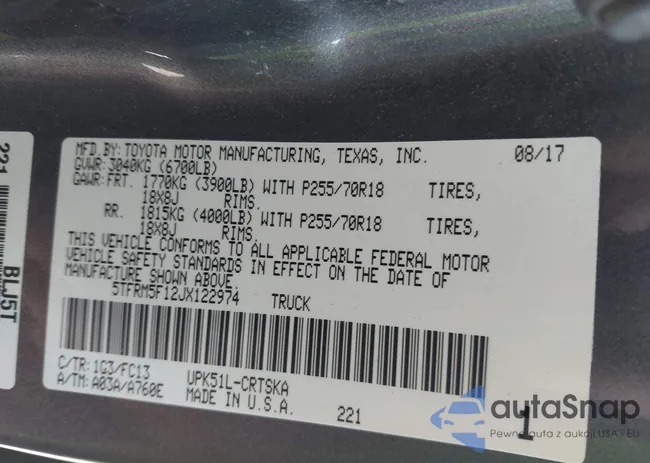 MFD.BY: TOYOTA MOTOR MANUFACTURING, TEXAS, INC. 08/17
GVWR: 3040KG (6700LB)
GAWR: FRT. 1770KG (3900LB) WITH P255/70R18 TIRES,
18X8J RIMS.
RR. 1815KG (4000LB) WITH P255/70R18 TIRES,
18X8J RIMS.
THIS VEHICLE CONFORMS TO ALL APPLICABLE FEDERAL MOTOR
VEHICLE SAFETY STANDARDS IN EFFECT ON THE DATE OF
MANUFACTURE SHOWN ABOVE.
5TFRM5F12JX122974 TRUCK
C/TR: 1G3/FC13 UPK51L-CRTSKA
A/TM: A03A/A760E MADE IN U.S.A. 221 1
221 BLJ5T
autaSnap
Pewne auta z aukcji USA i EU